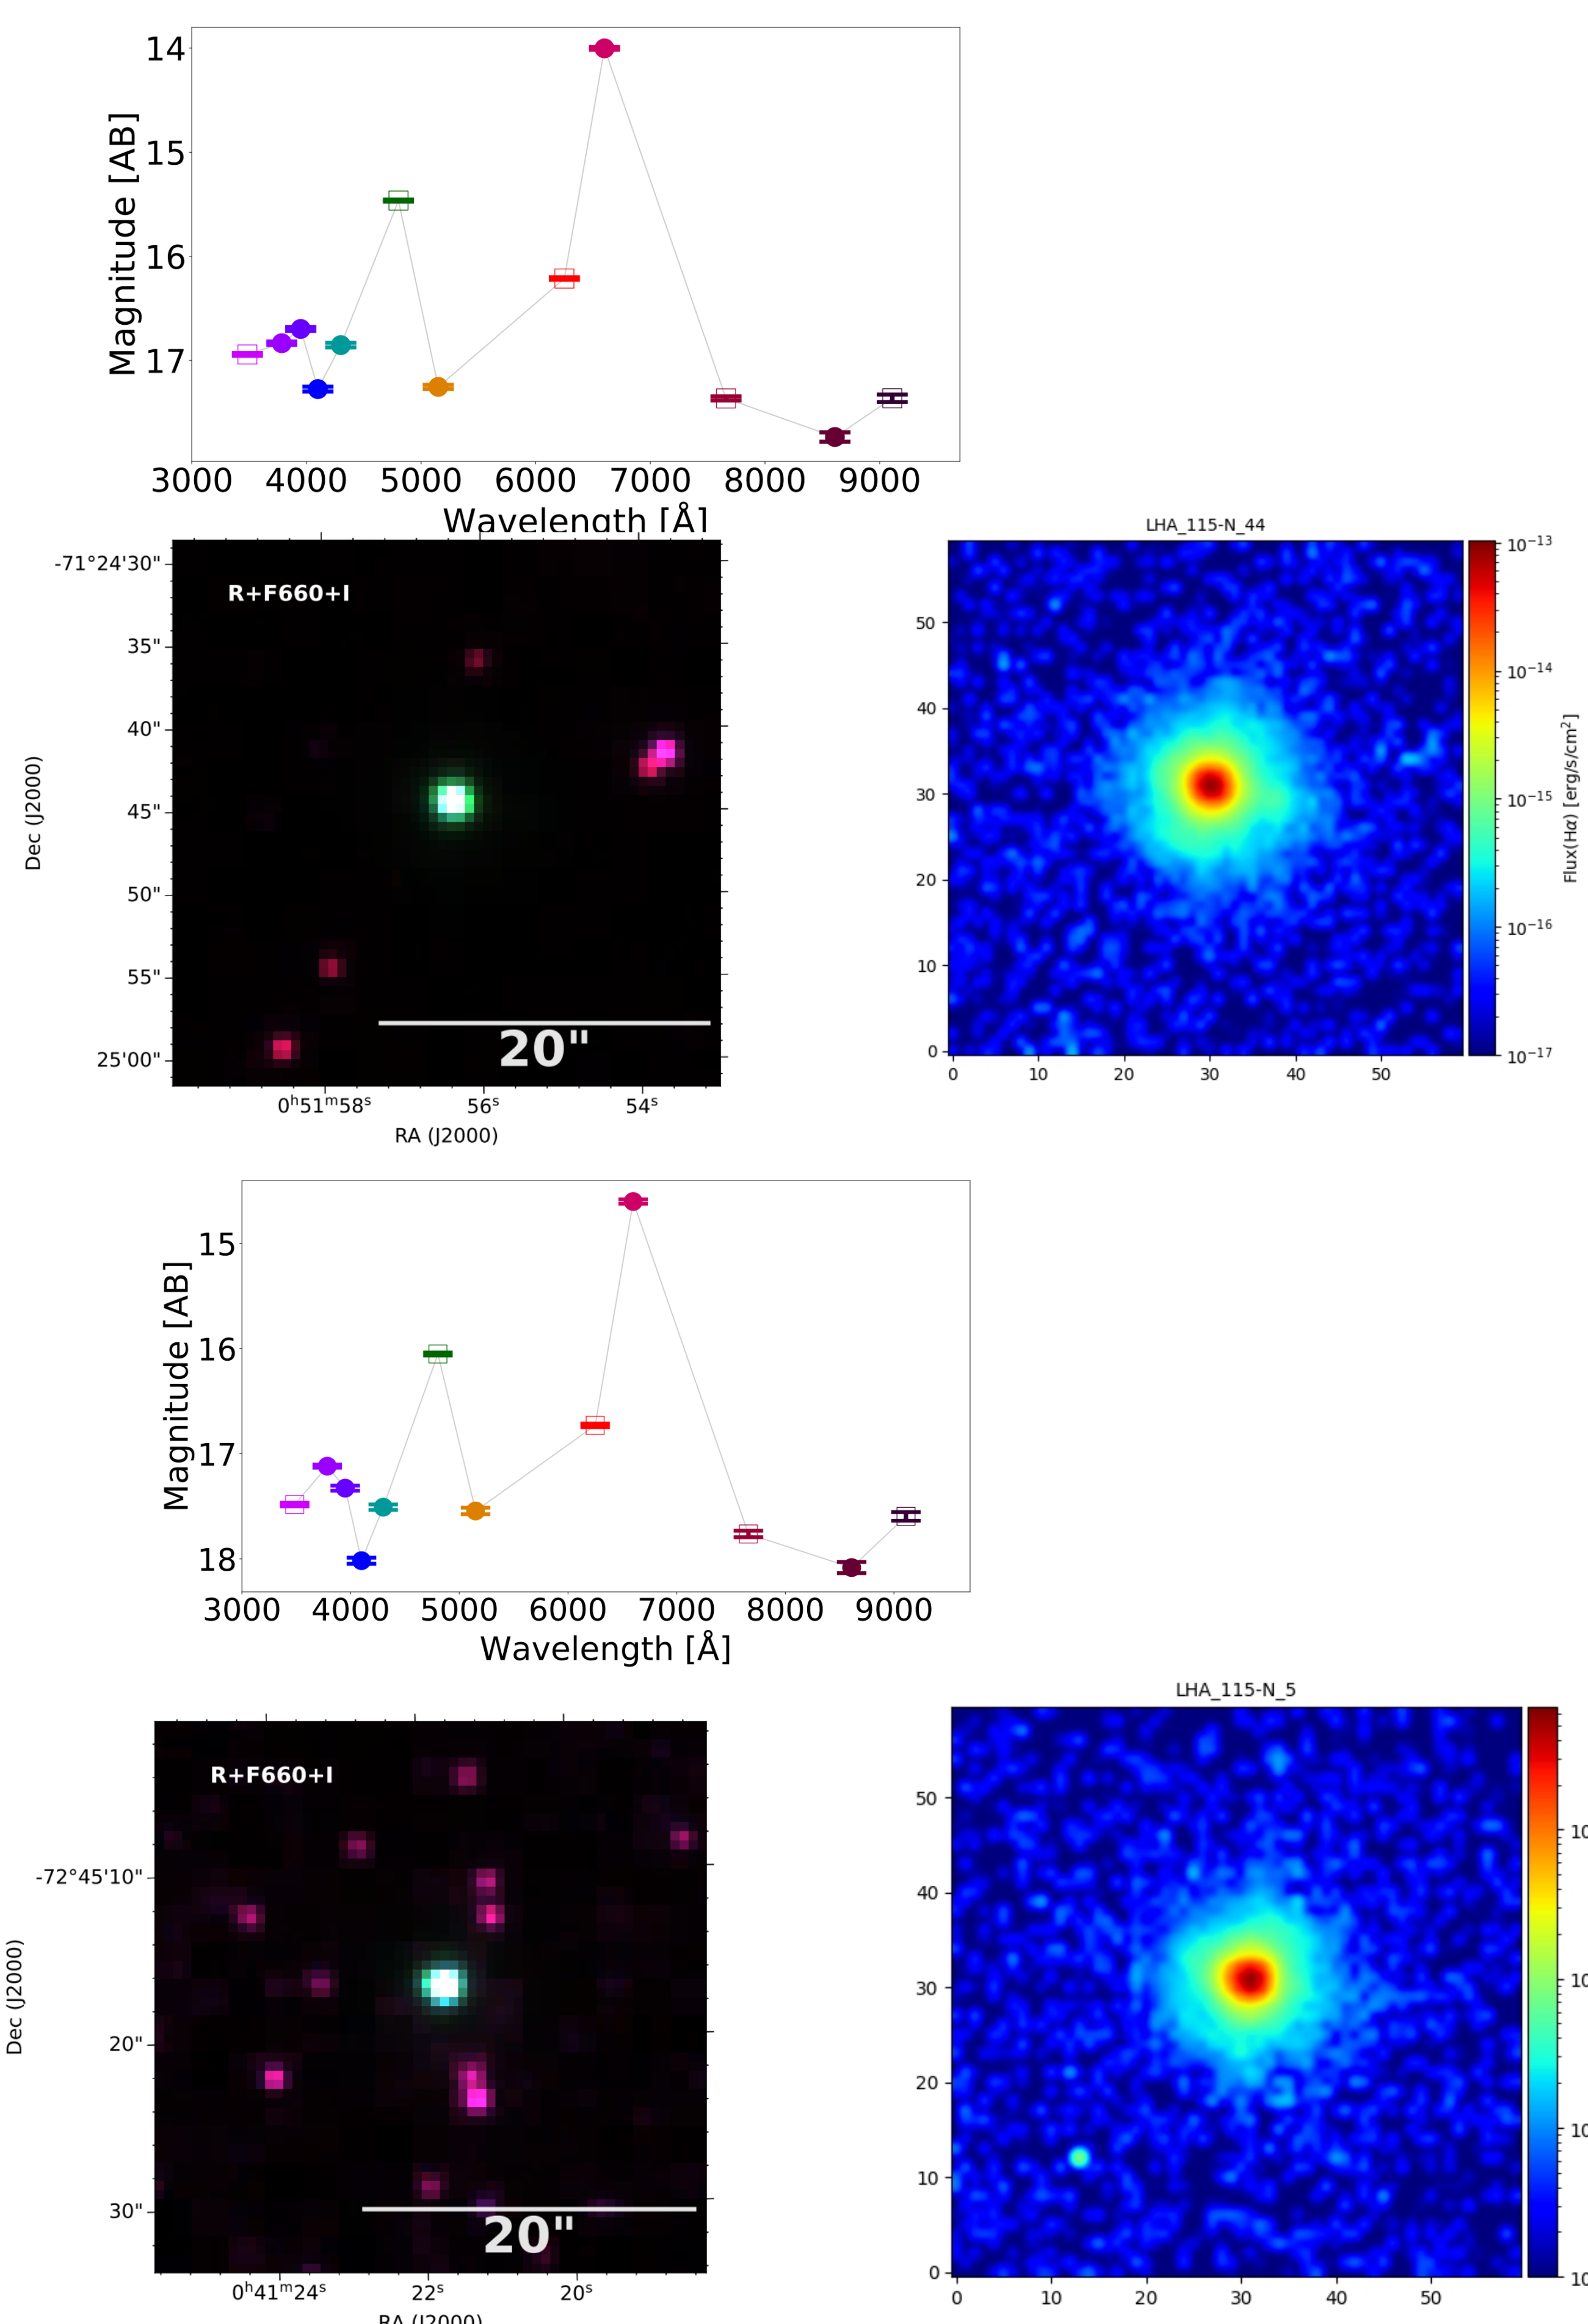 14
15
16
17
Magnitude [AB]
3000 4000 5000 6000 7000 8000 9000
Wavelength [Å]
R+F660+I
-71°24'30"
35"
40"
45"
50"
55"
25'00"
Dec (J2000)
20"
0ʰ51ᵐ58ˢ 56ˢ 54ˢ
RA (J2000)
LHA_115-N_44
50
40
30
20
10
0
0 10 20 30 40 50
10⁻¹³
10⁻¹⁴
10⁻¹⁵
10⁻¹⁶
10⁻¹⁷
Flux(Hα) [erg/s/cm²]
15
16
17
18
Magnitude [AB]
3000 4000 5000 6000 7000 8000 9000
Wavelength [Å]
R+F660+I
-72°45'10"
20"
30"
Dec (J2000)
20"
0ʰ41ᵐ24ˢ 22ˢ 20ˢ
RA (J2000)
LHA_115-N_5
50
40
30
20
10
0
0 10 20 30 40 50